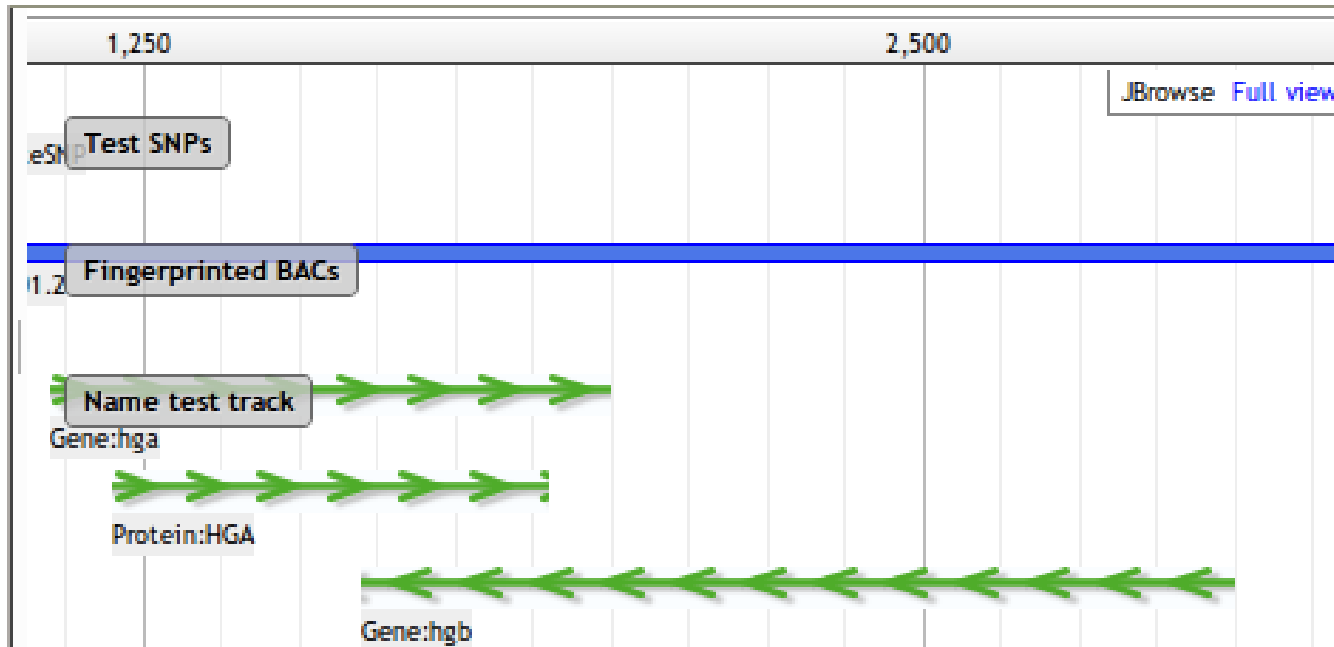 1,250 2,500
JBrowse Full view
Test SNPs
Fingerprinted BACs
Name test track
Gene:hga
Protein:HGA
Gene:hgb